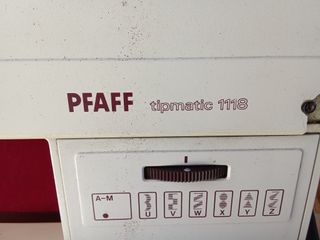 PFAFF tipmatic 1118
A-M
U V W X Y Z